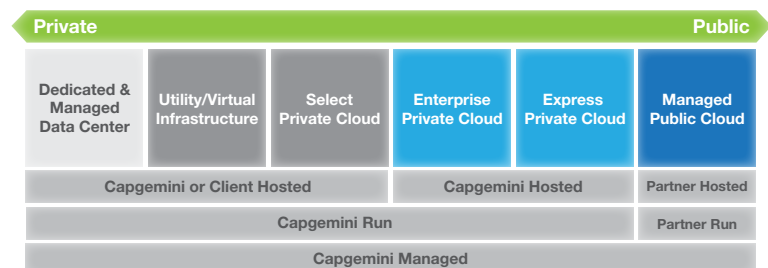 Private
Public
Dedicated &
Managed
Data Center
Utility/Virtual
Infrastructure
Select
Private Cloud
Enterprise
Private Cloud
Express
Private Cloud
Managed
Public Cloud
Capgemini or Client Hosted
Capgemini Hosted
Partner Hosted
Capgemini Run
Partner Run
Capgemini Managed